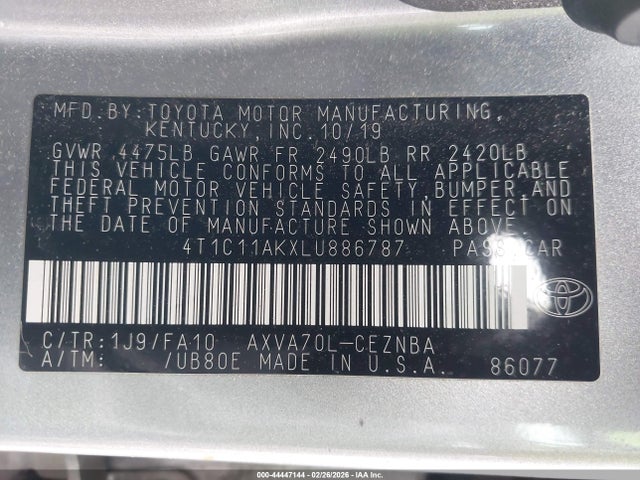 MFD.BY:TOYOTA MOTOR MANUFACTURING,
KENTUCKY,INC.10/19
GVWR 4475LB GAWR FR 2490LB RR 2420LB
THIS VEHICLE CONFORMS TO ALL APPLICABLE
FEDERAL MOTOR VEHICLE SAFETY,BUMPER,AND
THEFT PREVENTION STANDARDS IN EFFECT ON
THE DATE OF MANUFACTURE SHOWN ABOVE.
4T1C11AKXLU886787 PASS.CAR
C/TR:1J9/FA10 AXVA70L-CEZNBA
A/TM: /UB80E MADE IN U.S.A. 86077
000-44447144 | 02/26/2026 - IAA Inc.